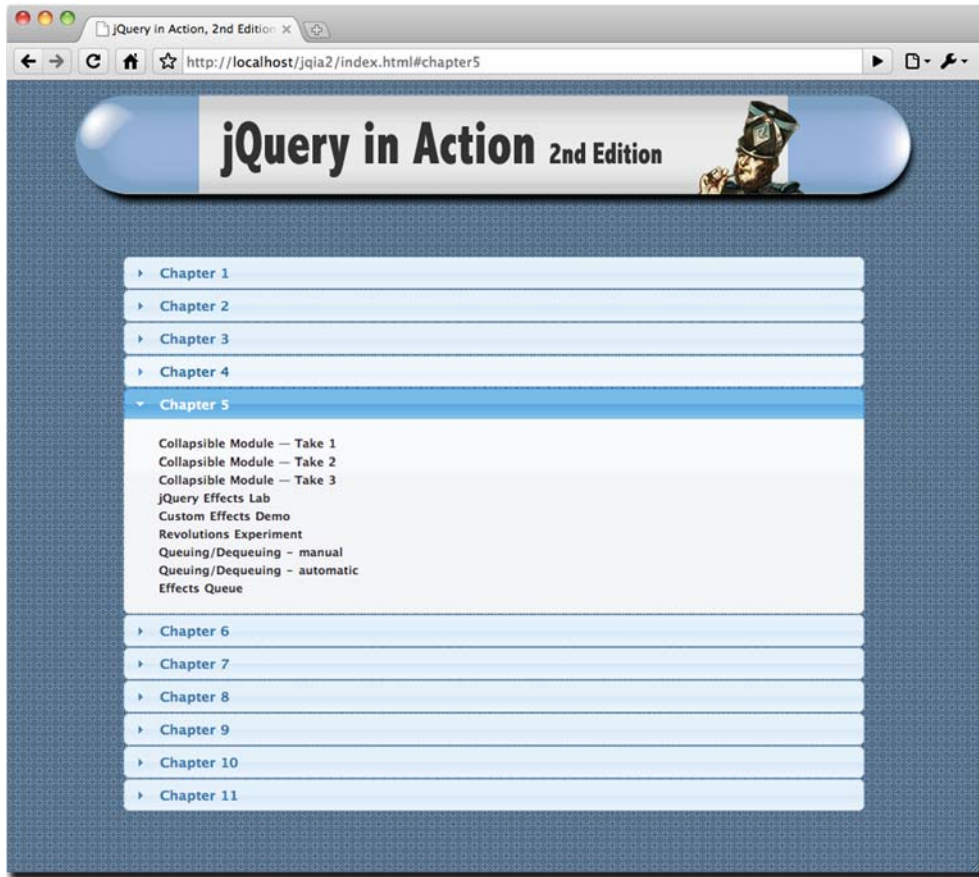 jQuery in Action, 2nd Edition
http://localhost/jqia2/index.html#chapter5
jQuery in Action 2nd Edition
Chapter 1
Chapter 2
Chapter 3
Chapter 4
Chapter 5
Collapsible Module — Take 1
Collapsible Module — Take 2
Collapsible Module — Take 3
jQuery Effects Lab
Custom Effects Demo
Revolutions Experiment
Queuing/Dequeuing - manual
Queuing/Dequeuing - automatic
Effects Queue
Chapter 6
Chapter 7
Chapter 8
Chapter 9
Chapter 10
Chapter 11